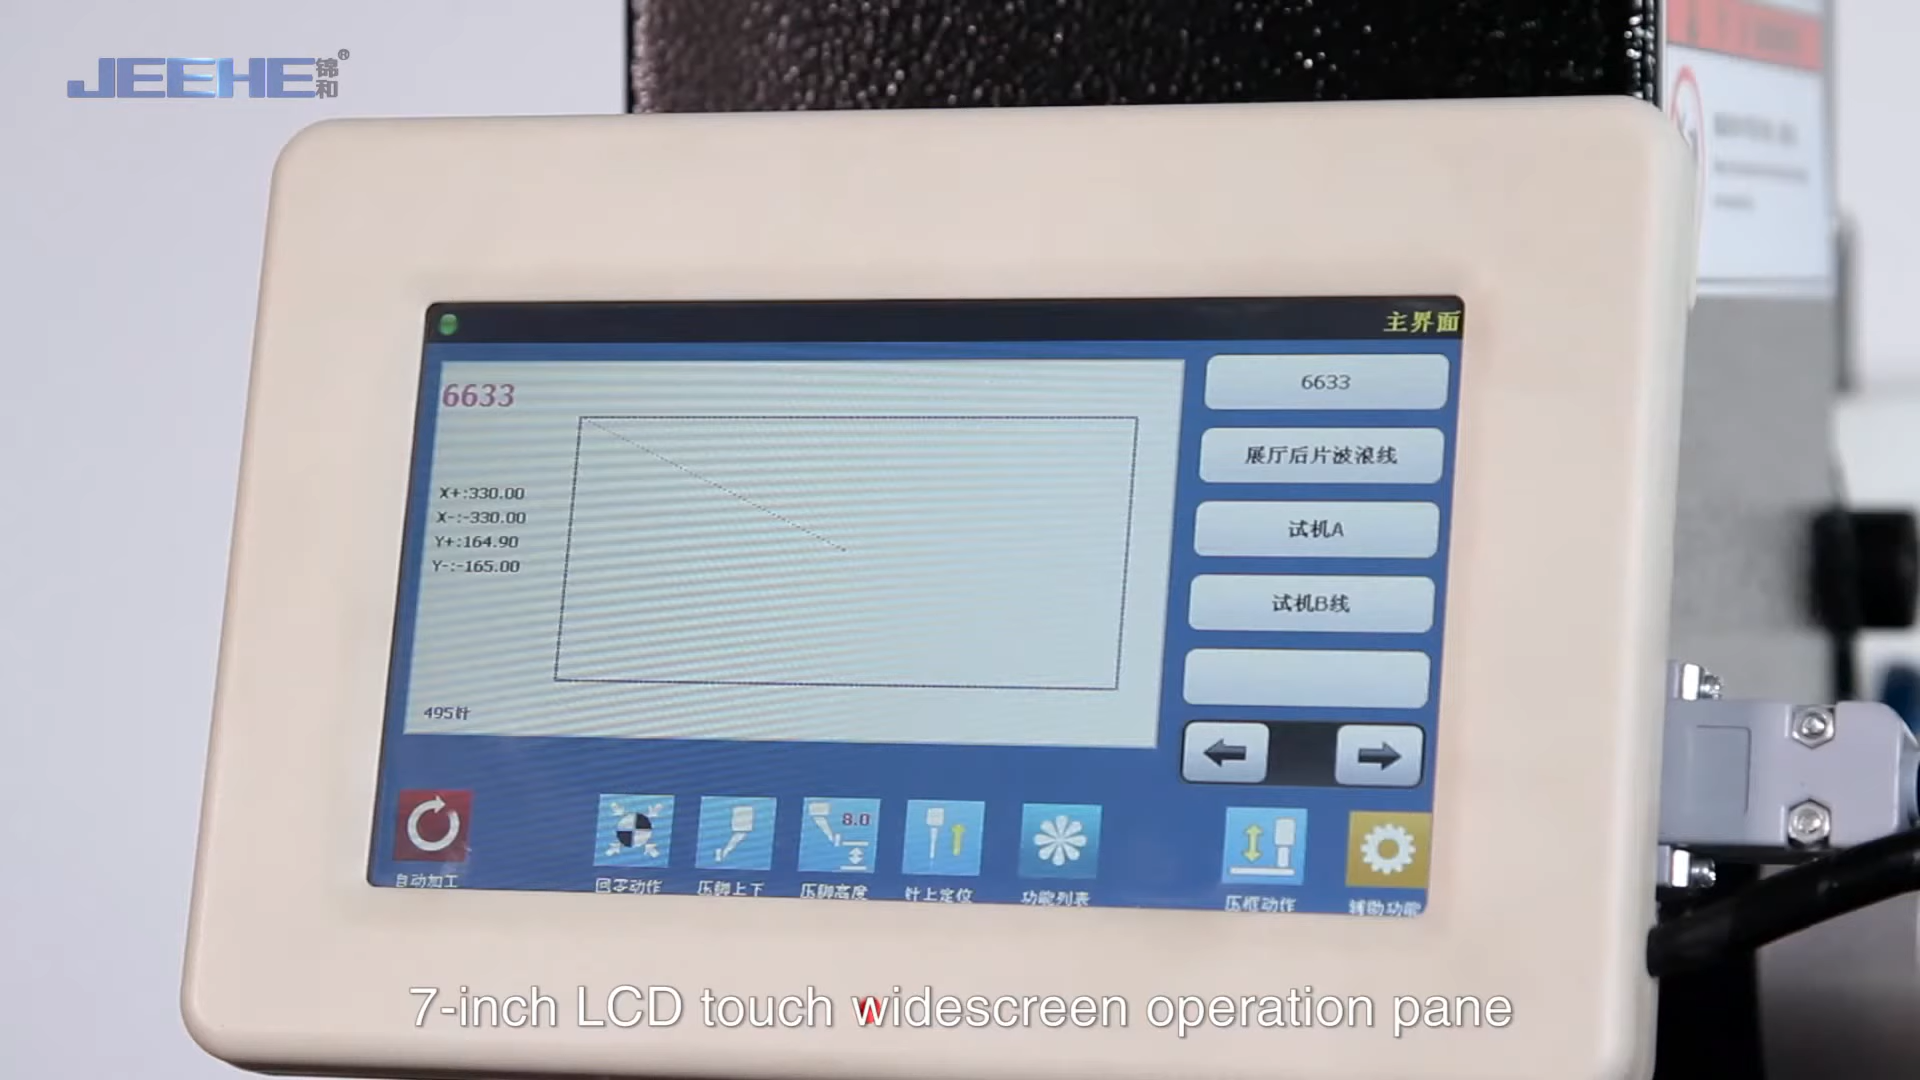 JEEHE锦和®
主界面
6633
X+:330.00
X-:-330.00
Y+:164.90
Y-:-165.00
495针
6633
展厅后片波浪线
试机A
试机B线
8.0
自动加工
回零动作
压脚上下
压脚高度
针上定位
功能列表
压框动作
辅助功能
7-inch LCD touch widescreen operation pane